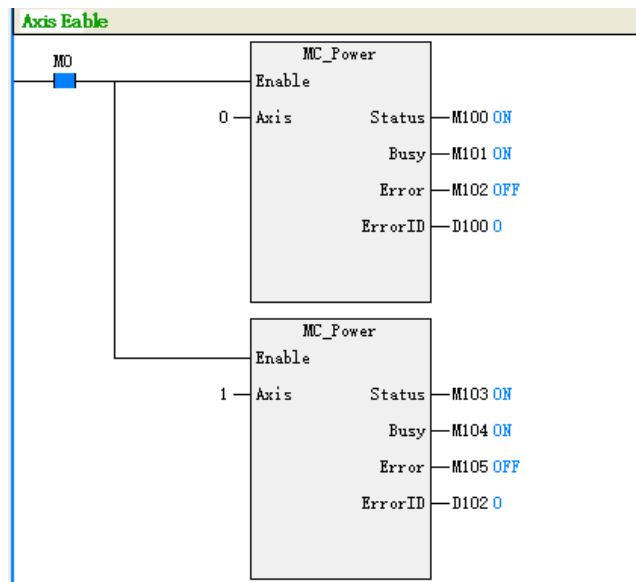 Axis Eable
M0
MC_Power
Enable
0 Axis Status M100 ON
Busy M101 ON
Error M102 OFF
ErrorID D100 0
MC_Power
Enable
1 Axis Status M103 ON
Busy M104 ON
Error M105 OFF
ErrorID D102 0